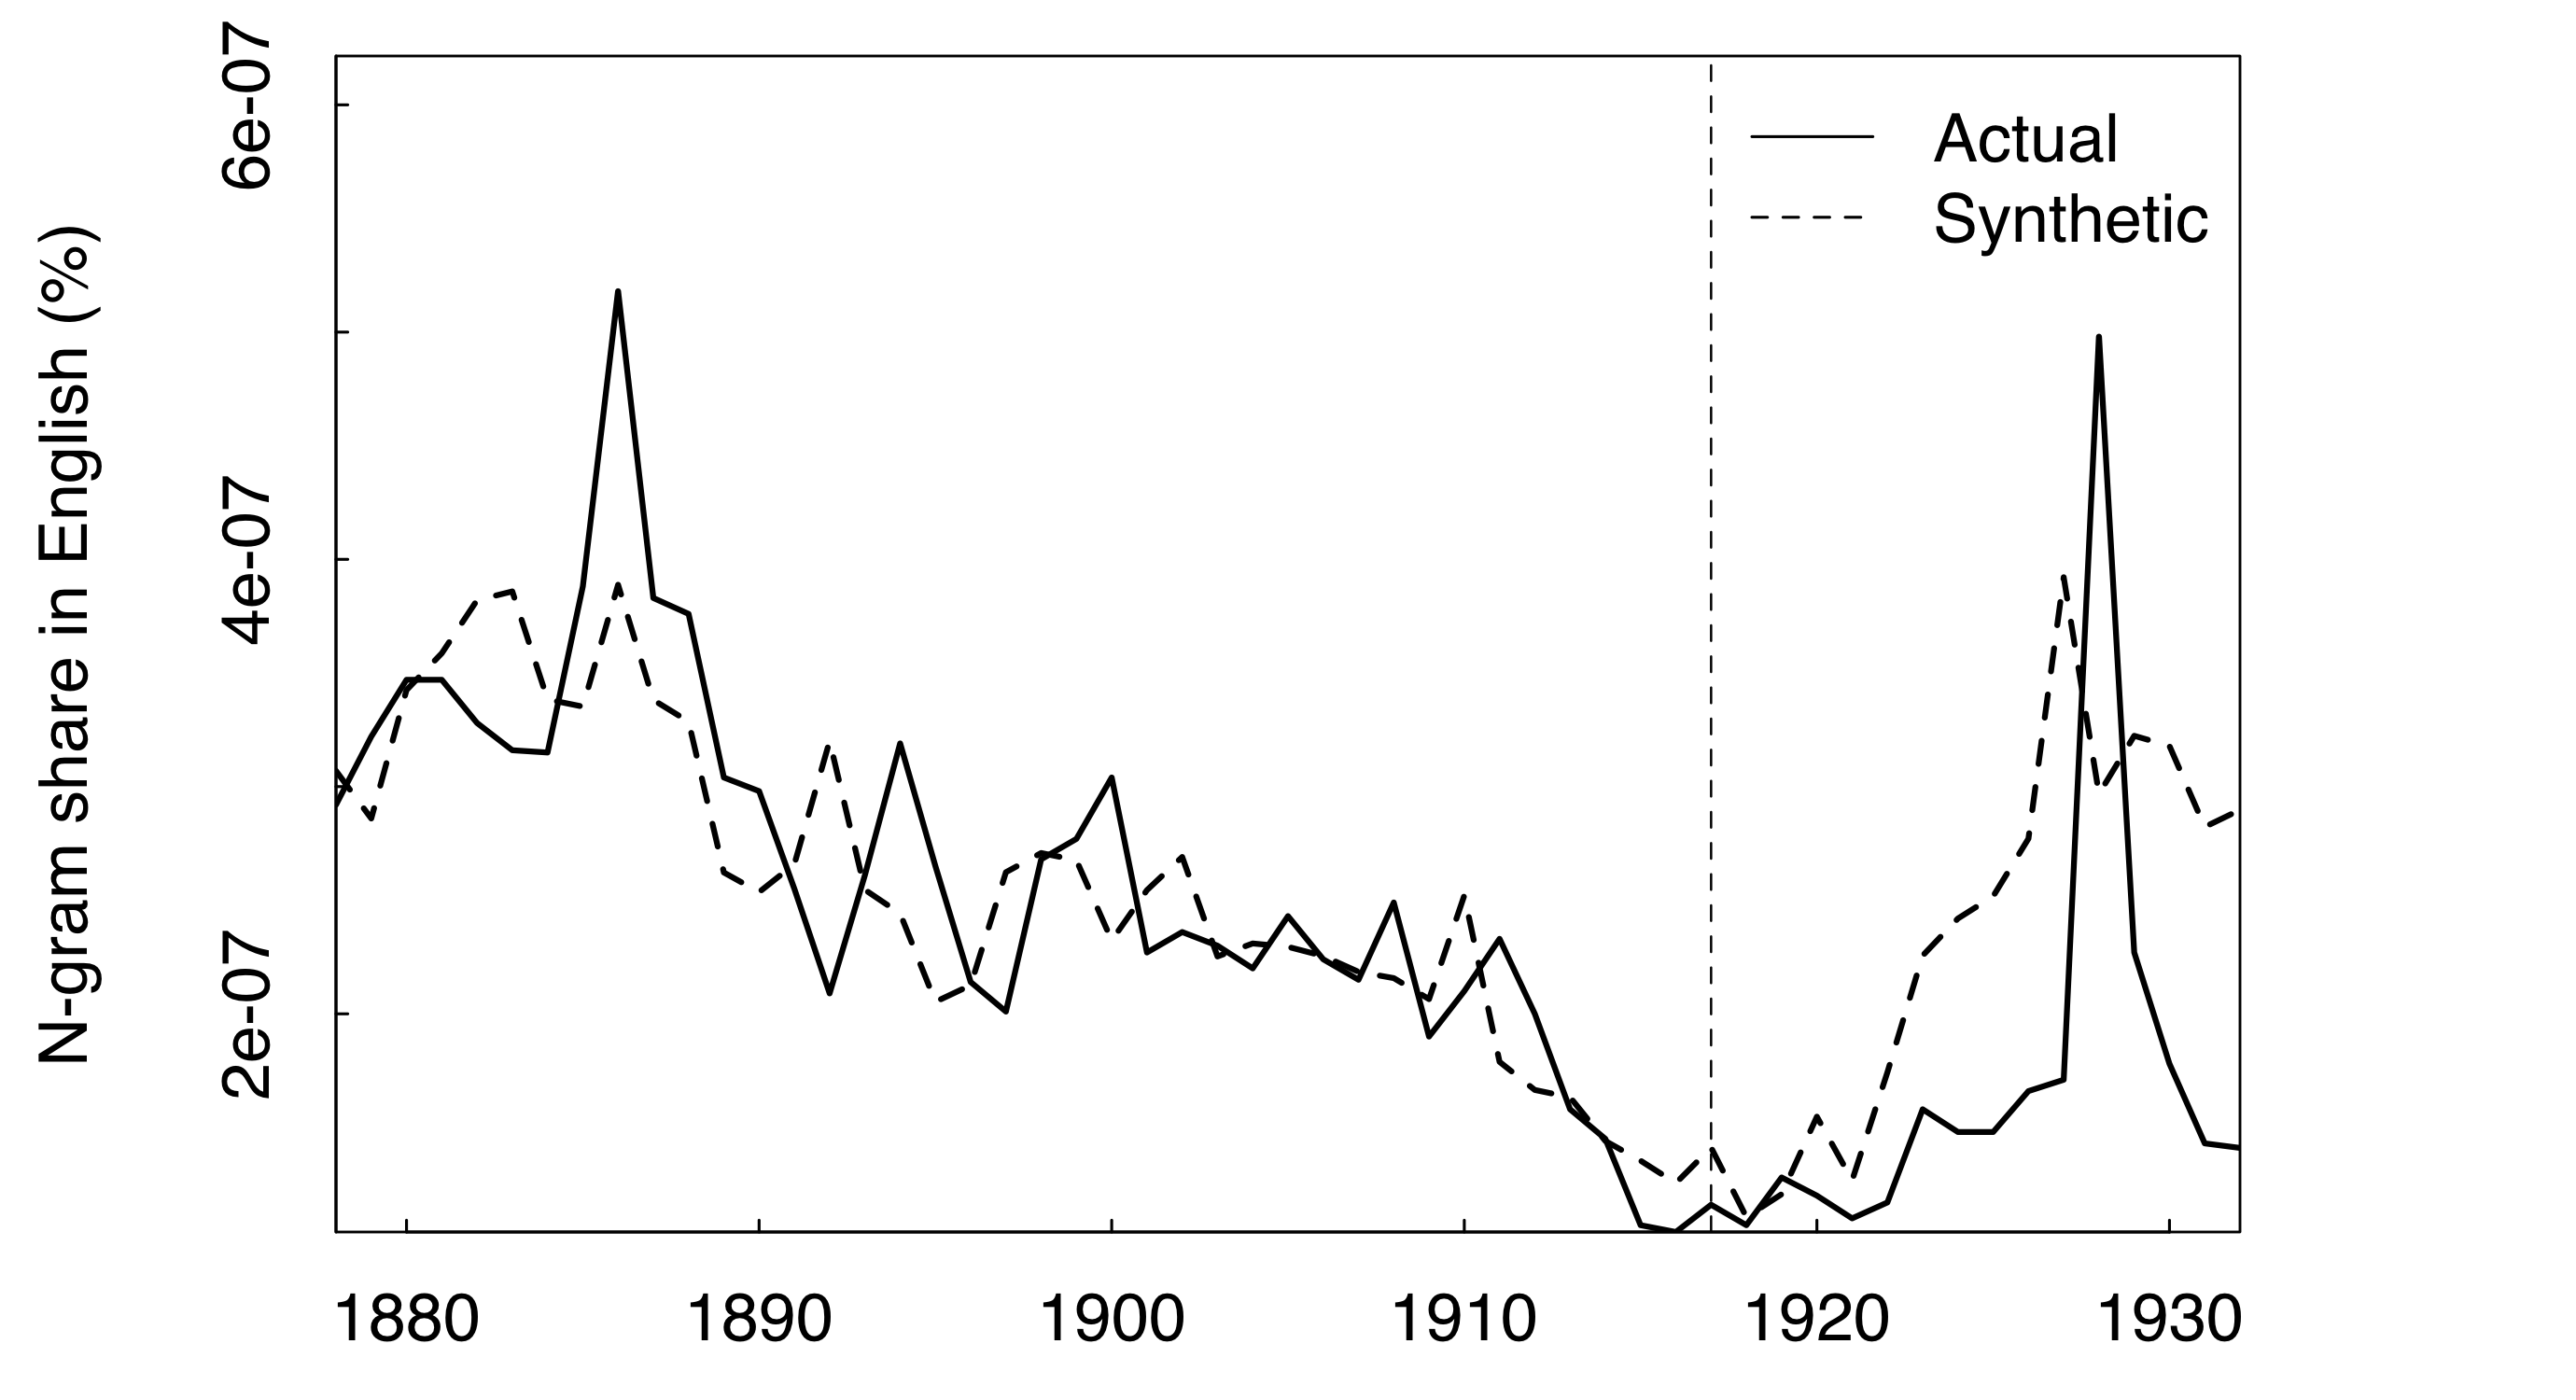 N-gram share in English (%)
6e-07
4e-07
2e-07
Actual
Synthetic
1880 1890 1900 1910 1920 1930